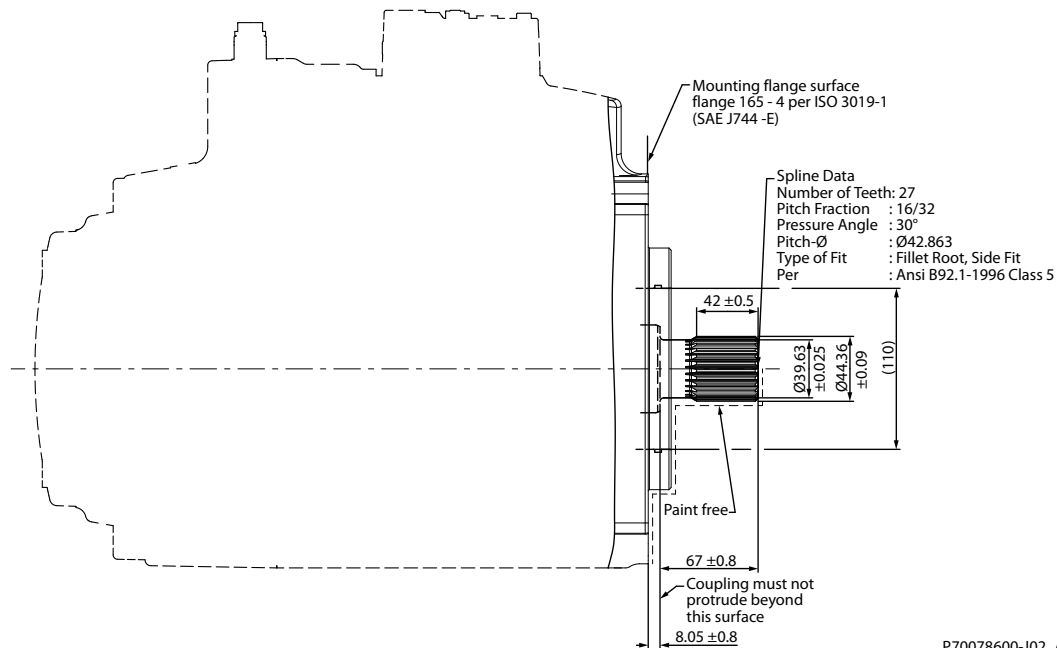 Mounting flange surface
flange 165 - 4 per ISO 3019-1
(SAE J744 -E)
Spline Data
Number of Teeth: 27
Pitch Fraction : 16/32
Pressure Angle : 30°
Pitch-Ø : Ø42.863
Type of Fit : Fillet Root, Side Fit
Per : Ansi B92.1-1996 Class 5
42 ±0.5
Ø39.63
±0.025
Ø44.36
±0.09
(110)
Paint free
67 ±0.8
Coupling must not
protrude beyond
this surface
8.05 ±0.8
P70078600-J02